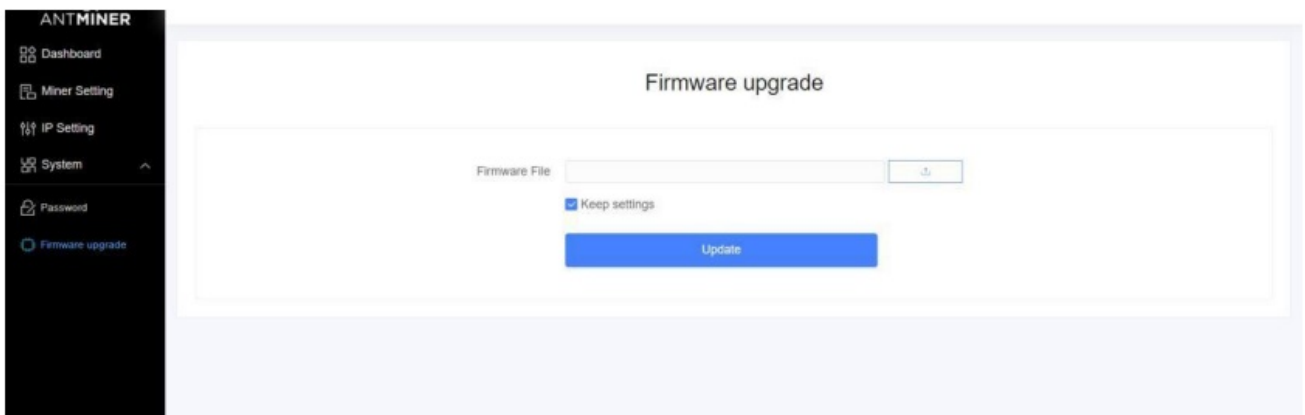 ANTMINER
Dashboard
Miner Setting
IP Setting
System
Password
Firmware upgrade
Firmware upgrade
Firmware File
Keep settings
Update